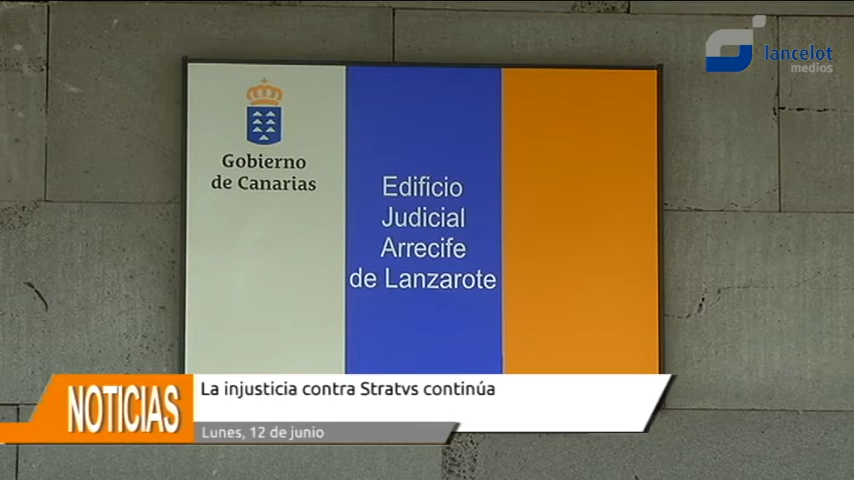 lancelot
medios
Gobierno
de Canarias
Edificio
Judicial
Arrecife
de Lanzarote
NOTICIAS
La injusticia contra Stratvs continúa
Lunes, 12 de junio